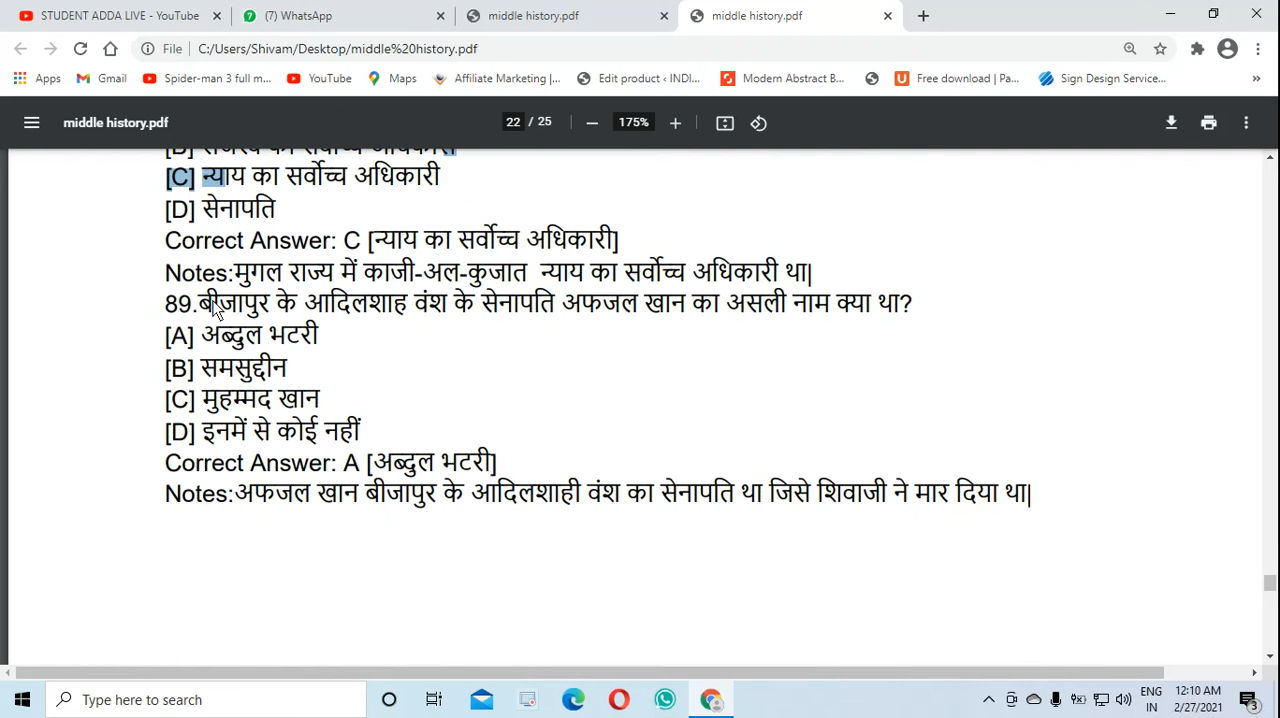 STUDENT ADDA LIVE - YouTube
(7) WhatsApp
middle history.pdf
middle history.pdf
File
C:/Users/Shivam/Desktop/middle%20history.pdf
Apps
Gmail
Spider-man 3 full m...
YouTube
Maps
Affiliate Marketing |...
Edit product ‹ INDI...
Modern Abstract B...
Free download | Pa...
Sign Design Service...
middle history.pdf
22 / 25
175%
[C] न्याय का सर्वोच्च अधिकारी
[D] सेनापति
Correct Answer: C [न्याय का सर्वोच्च अधिकारी]
Notes:मुगल राज्य में काजी-अल-कुजात न्याय का सर्वोच्च अधिकारी था|
89.बीजापुर के आदिलशाह वंश के सेनापति अफजल खान का असली नाम क्या था?
[A] अब्दुल भटरी
[B] समसुद्दीन
[C] मुहम्मद खान
[D] इनमें से कोई नहीं
Correct Answer: A [अब्दुल भटरी]
Notes:अफजल खान बीजापुर के आदिलशाही वंश का सेनापति था जिसे शिवाजी ने मार दिया था|
Type here to search
ENG
IN
12:10 AM
2/27/2021
3